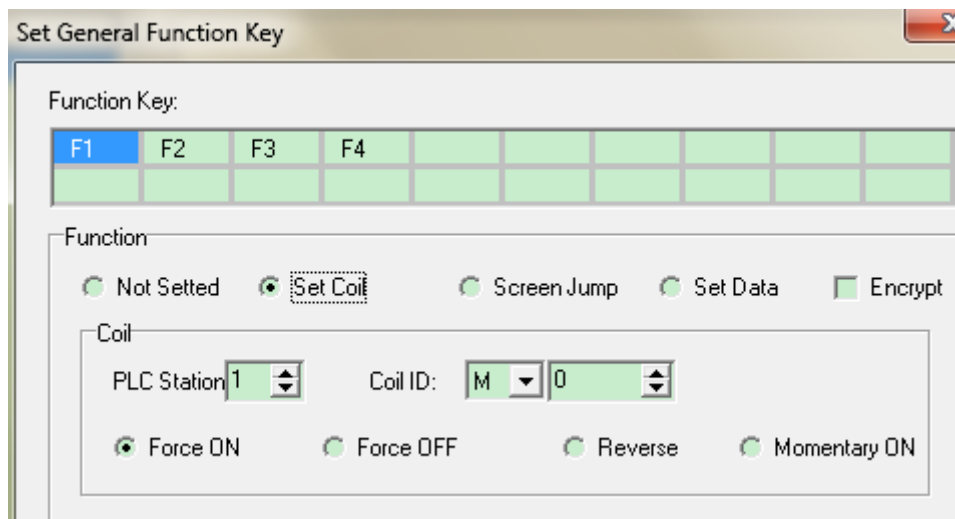 Set General Function Key
Function Key:
F1 F2 F3 F4
Function
Not Setted Set Coil Screen Jump Set Data Encrypt
Coil
PLC Station 1 Coil ID: M 0
Force ON Force OFF Reverse Momentary ON